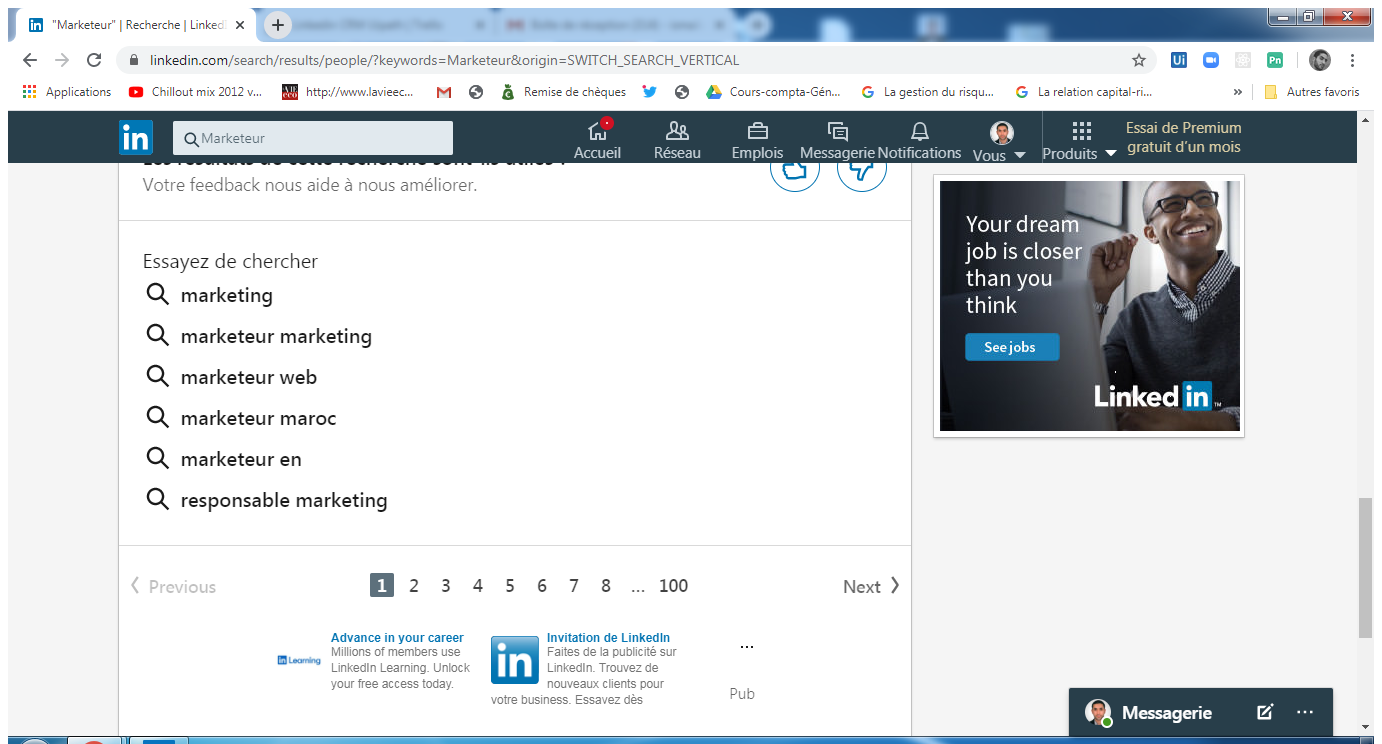 "Marketeur" | Recherche | Linked
linkedin.com/search/results/people/?keywords=Marketeur&origin=SWITCH_SEARCH_VERTICAL
Applications Chillout mix 2012 v... http://www.lavieec... Remise de chèques Cours-compta-Gén... La gestion du risqu... La relation capital-ri... » Autres favoris
in Marketeur Accueil Réseau Emplois Messagerie Notifications Vous Produits
Essai de Premium
gratuit d'un mois
Votre feedback nous aide à nous améliorer.
Essayez de chercher
marketing
marketeur marketing
marketeur web
marketeur maroc
marketeur en
responsable marketing
Previous 1 2 3 4 5 6 7 8 ... 100 Next
Advance in your career
Millions of members use
LinkedIn Learning. Unlock
your free access today.
in Learning
Invitation de LinkedIn
Faites de la publicité sur
LinkedIn. Trouvez de
nouveaux clients pour
votre business. Essayez dès
in
...
Pub
Your dream
job is closer
than you
think
See jobs
Linked in
Messagerie ...